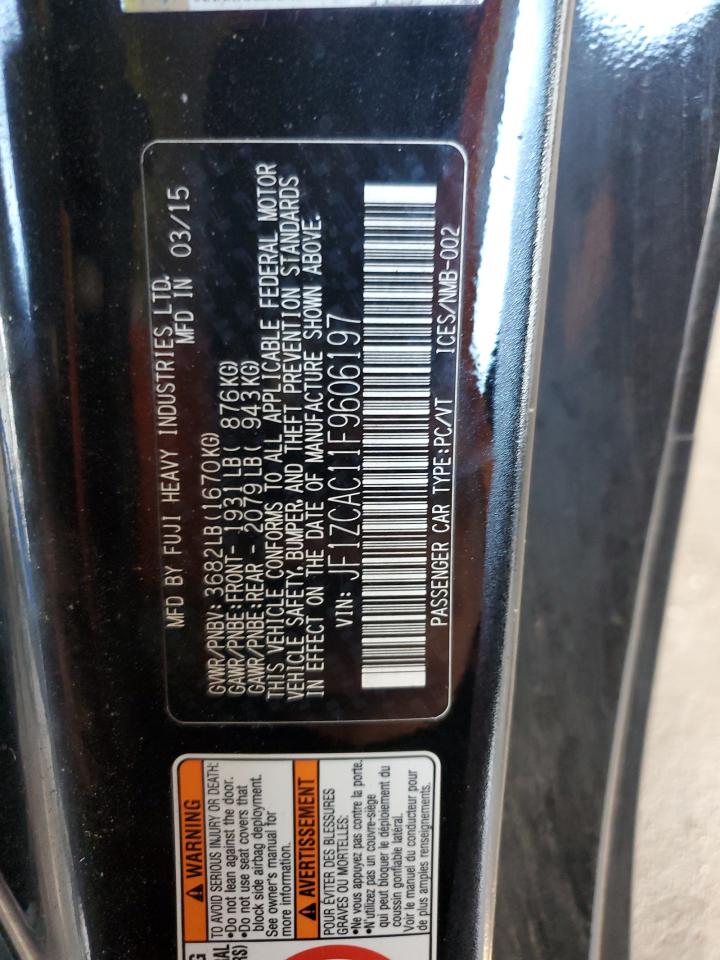 MFD BY FUJI HEAVY INDUSTRIES LTD.
MFD IN 03/15
GVWR/PNBV: 3682LB(1670KG)
GAWR/PNBE:FRONT- 1931LB( 876KG)
GAWR/PNBE:REAR - 2079LB( 943KG)
THIS VEHICLE CONFORMS TO ALL APPLICABLE FEDERAL MOTOR
VEHICLE SAFETY, BUMPER, AND THEFT PREVENTION STANDARDS
IN EFFECT ON THE DATE OF MANUFACTURE SHOWN ABOVE.
VIN: JF1ZCAC11F9606197
PASSENGER CAR TYPE:PC/VT ICES/NMB-002
WARNING
TO AVOID SERIOUS INJURY OR DEATH:
•Do not lean against the door.
•Do not use seat covers that
block side airbag deployment.
See owner's manual for
more information.
AVERTISSEMENT
POUR ÉVITER DES BLESSURES
GRAVES OU MORTELLES:
•Ne vous appuyez pas contre la porte.
•N'utilizez pas un couvre-siège
qui peut bloquer le déploiement du
coussin gonflable latéral.
Voir le manuel du conducteur pour
de plus amples renseignements.